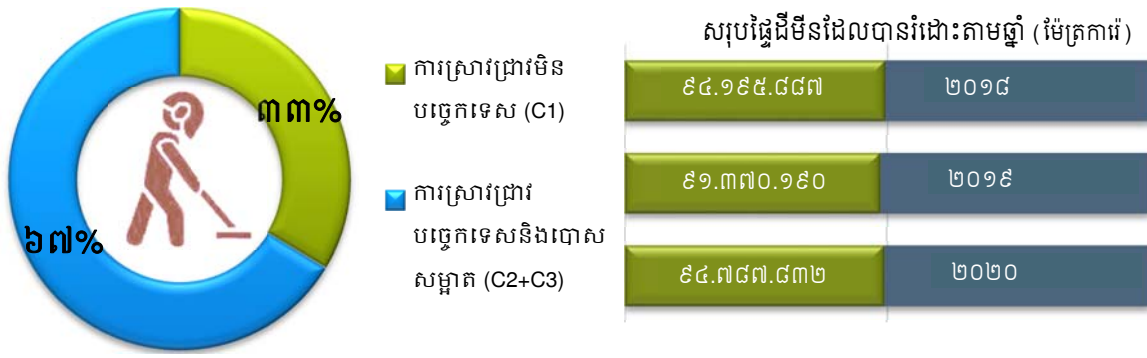 ៣៣%
៦៧%
ការស្រាវជ្រាវមិន
បច្ចេកទេស (C1)
ការស្រាវជ្រាវ
បច្ចេកទេសនិងបោស
សម្អាត (C2+C3)
សរុបផ្ទៃដីមីនដែលបានរំដោះតាមឆ្នាំ (ម៉ែត្រការ៉េ)
៩៤.១៩៥.៨៨៧ ២០១៨
៩១.៣៧០.១៩០ ២០១៩
៩៤.៧៨៧.៨៣២ ២០២០